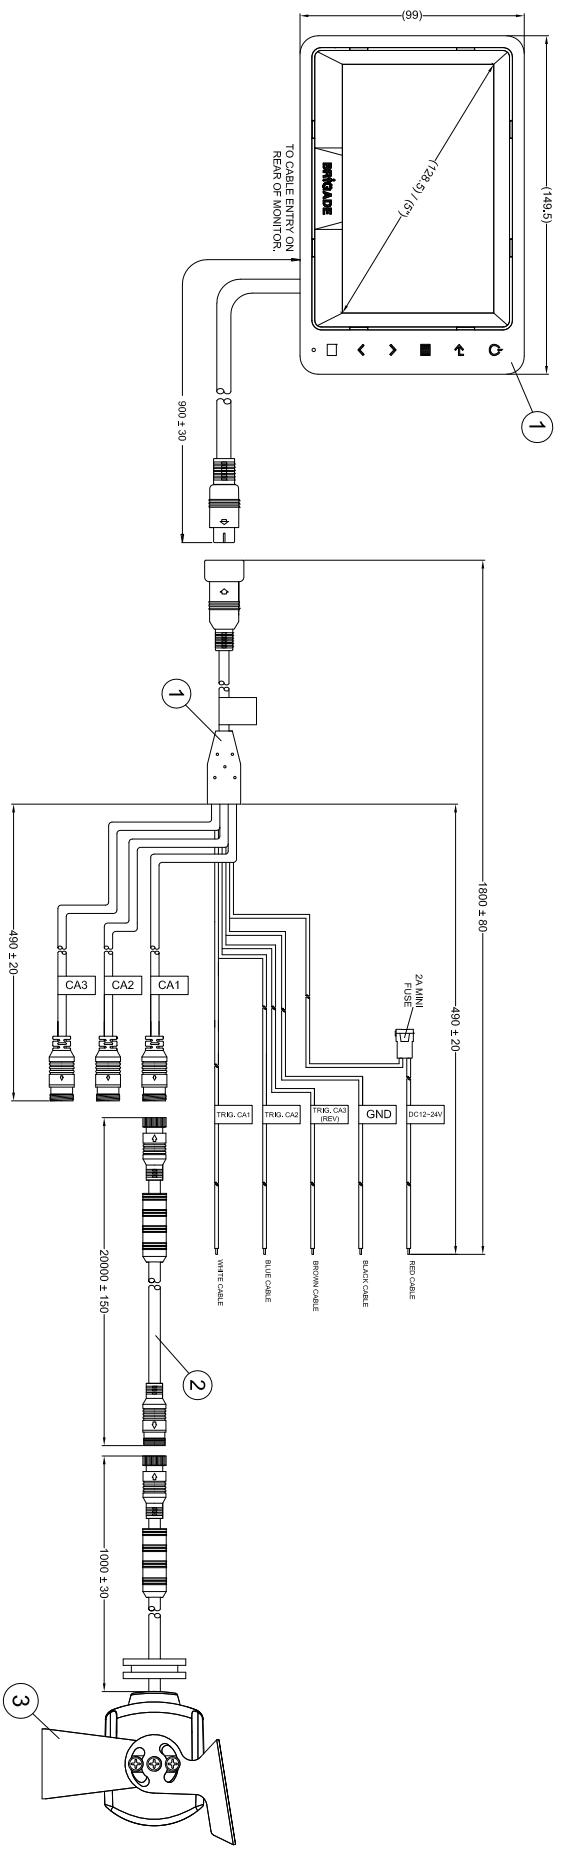 (99)
(149.5)
(128.5) / (5")
BRIGADE
TO CABLE ENTRY ON
REAR OF MONITOR.
1
900 ± 30
1800 ± 80
1
490 ± 20
490 ± 20
2A MINI
FUSE
CA3
CA2
CA1
TRIG. CA1
TRIG. CA2
TRIG. CA3
(REV)
GND
DC12~24V
WHITE CABLE
BLUE CABLE
BROWN CABLE
BLACK CABLE
RED CABLE
20000 ± 150
2
1000 ± 30
3